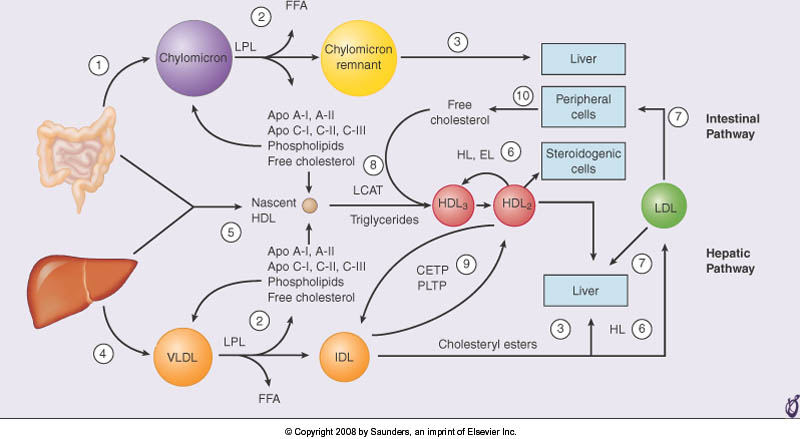 FFA
2
1
Chylomicron
LPL
Chylomicron
remnant
3
Liver
Apo A-I, A-II
Apo C-I, C-II, C-III
Phospholipids
Free cholesterol
Free
cholesterol
10
Peripheral
cells
7
Intestinal
Pathway
8
HL, EL
6
Steroidogenic
cells
Nascent
HDL
5
LCAT
Triglycerides
HDL3
HDL2
LDL
Apo A-I, A-II
Apo C-I, C-II, C-III
Phospholipids
Free cholesterol
CETP
PLTP
9
7
Hepatic
Pathway
Liver
4
VLDL
LPL
2
FFA
IDL
Cholesteryl esters
3
HL
6
© Copyright 2008 by Saunders, an imprint of Elsevier Inc.